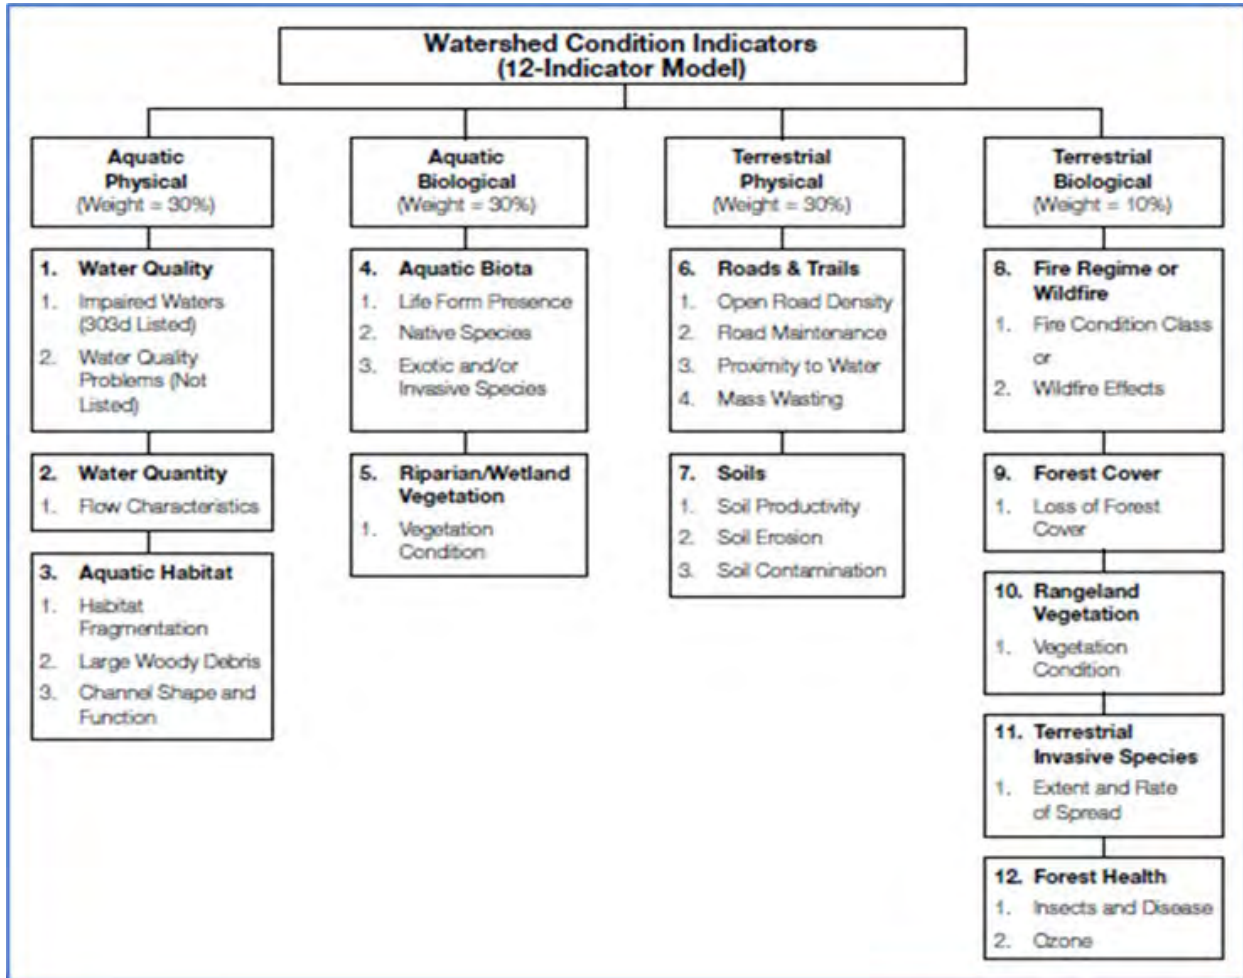 Watershed Condition Indicators
(12-Indicator Model)
Aquatic
Physical
(Weight = 30%)
1. Water Quality
1. Impaired Waters
(303d Listed)
2. Water Quality
Problems (Not
Listed)
2. Water Quantity
1. Flow Characteristics
3. Aquatic Habitat
1. Habitat
Fragmentation
2. Large Woody Debris
3. Channel Shape and
Function
Aquatic
Biological
(Weight = 30%)
4. Aquatic Biota
1. Life Form Presence
2. Native Species
3. Exotic and/or
Invasive Species
5. Riparian/Wetland
Vegetation
1. Vegetation
Condition
Terrestrial
Physical
(Weight = 30%)
6. Roads & Trails
1. Open Road Density
2. Road Maintenance
3. Proximity to Water
4. Mass Wasting
7. Soils
1. Soil Productivity
2. Soil Erosion
3. Soil Contamination
Terrestrial
Biological
(Weight = 10%)
8. Fire Regime or
Wildfire
1. Fire Condition Class
or
2. Wildfire Effects
9. Forest Cover
1. Loss of Forest
Cover
10. Rangeland
Vegetation
1. Vegetation
Condition
11. Terrestrial
Invasive Species
1. Extent and Rate
of Spread
12. Forest Health
1. Insects and Disease
2. Ozone